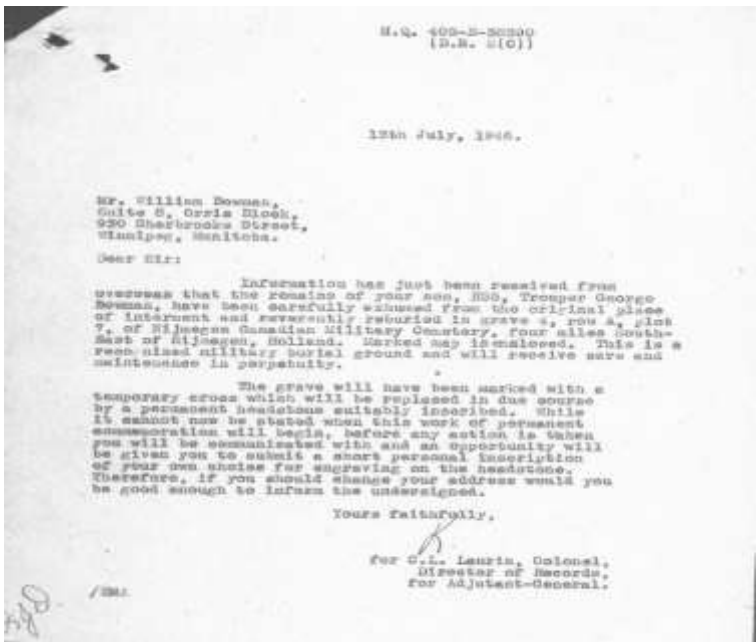 H.Q. 405-
(D.R. 2(C))
12th July, 1946.
Mr. William Bowman,
Suite 8, Orris Block,
930 Sherbrooke Street,
Winnipeg, Manitoba.
Dear Sir:
Information has just been received from
overseas that the remains of your son, Trooper George
Bowman, have been carefully exhumed from the original place
of interment and reverently reburied in grave 4, row A, plot
7, of Nijmegen Canadian Military Cemetery, four miles South-
East of Nijmegen, Holland. Marked map is enclosed. This is a
recognized military burial ground and will receive care and
maintenance in perpetuity.
The grave will have been marked with a
temporary cross which will be replaced in due course
by a permanent headstone suitably inscribed. While
it cannot now be stated when this work of permanent
commemoration will begin, before any action is taken
you will be communicated with and an opportunity will
be given you to submit a short personal inscription
of your own choice for engraving on the headstone.
Therefore, if you should change your address would you
be good enough to inform the undersigned.
Yours faithfully,
for C.L. Laurin, Colonel,
Director of Records,
for Adjutant-General.